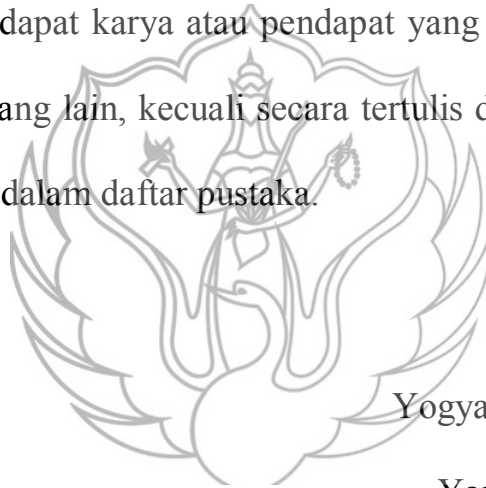 dapat karya atau pendapat yang
ang lain, kecuali secara tertulis d
dalam daftar pustaka.
Yogya